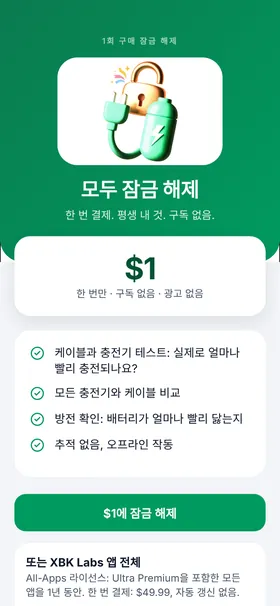 1회 구매 잠금 해제
모두 잠금 해제
한 번 결제. 평생 내 것. 구독 없음.
$1
한 번만 · 구독 없음 · 광고 없음
케이블과 충전기 테스트: 실제로 얼마나
빨리 충전되나요?
모든 충전기와 케이블 비교
방전 확인: 배터리가 얼마나 빨리 닳는지
추적 없음, 오프라인 작동
$1에 잠금 해제
또는 XBK Labs 앱 전체
All-Apps 라이선스: Ultra Premium을 포함한 모든
앱을 1년 동안. 한 번 결제: $49.99, 자동 갱신 없음.